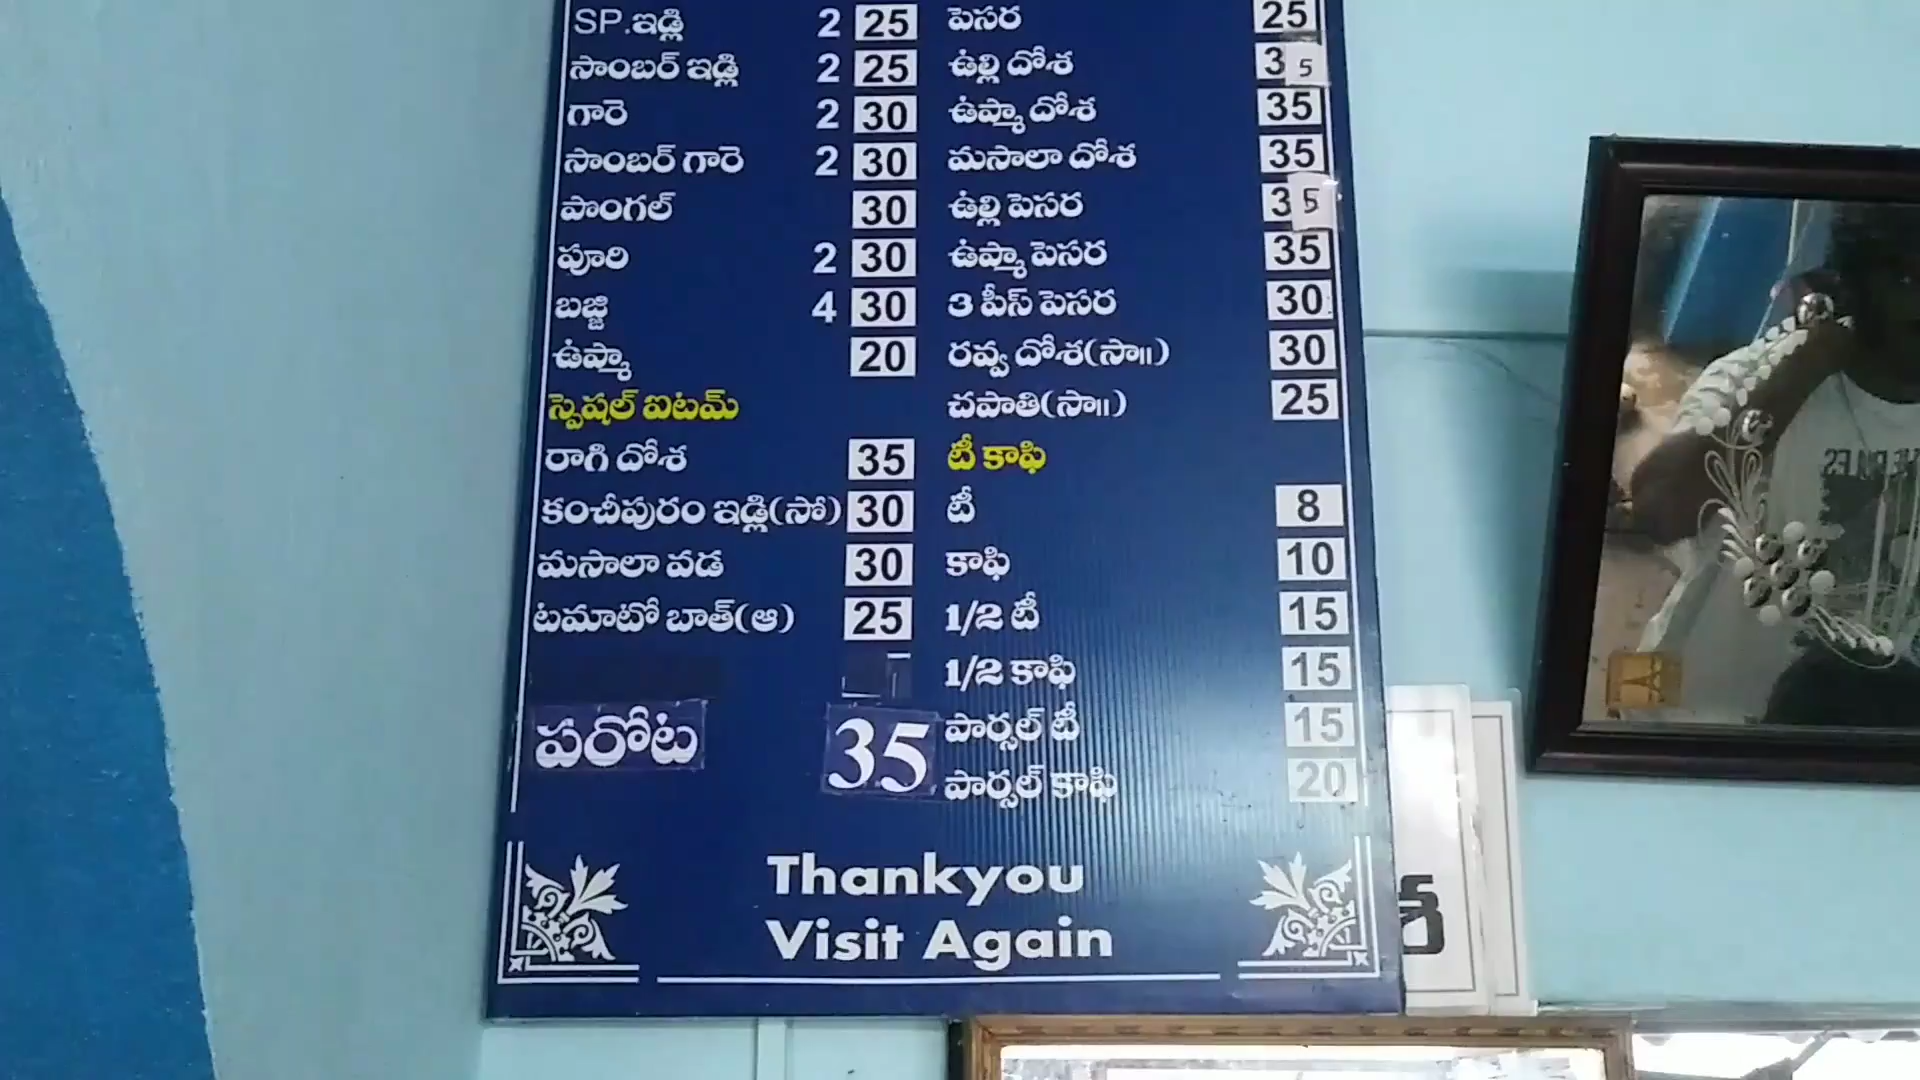 SP.ఇడ్లి 2 25
సాంబర్ ఇడ్లి 2 25
గారె 2 30
సాంబర్ గారె 2 30
పొంగల్ 30
పూరి 2 30
బజ్జి 4 30
ఉప్మా 20
స్పెషల్ ఐటమ్
రాగి దోశ 35
కంచీపురం ఇడ్లి(సో) 30
మసాలా వడ 30
టమాటో బాత్(ఆ) 25
పరోట 35
పెసర 25
ఉల్లి దోశ 35
ఉప్మా దోశ 35
మసాలా దోశ 35
ఉల్లి పెసర 35
ఉప్మా పెసర 35
3 పీస్ పెసర 30
రవ్వ దోశ(సా॥) 30
చపాతి(సా॥) 25
టీ కాఫి
టీ 8
కాఫి 10
1/2 టీ 15
1/2 కాఫి 15
పార్సల్ టీ 15
పార్సల్ కాఫి 20
Thankyou
Visit Again